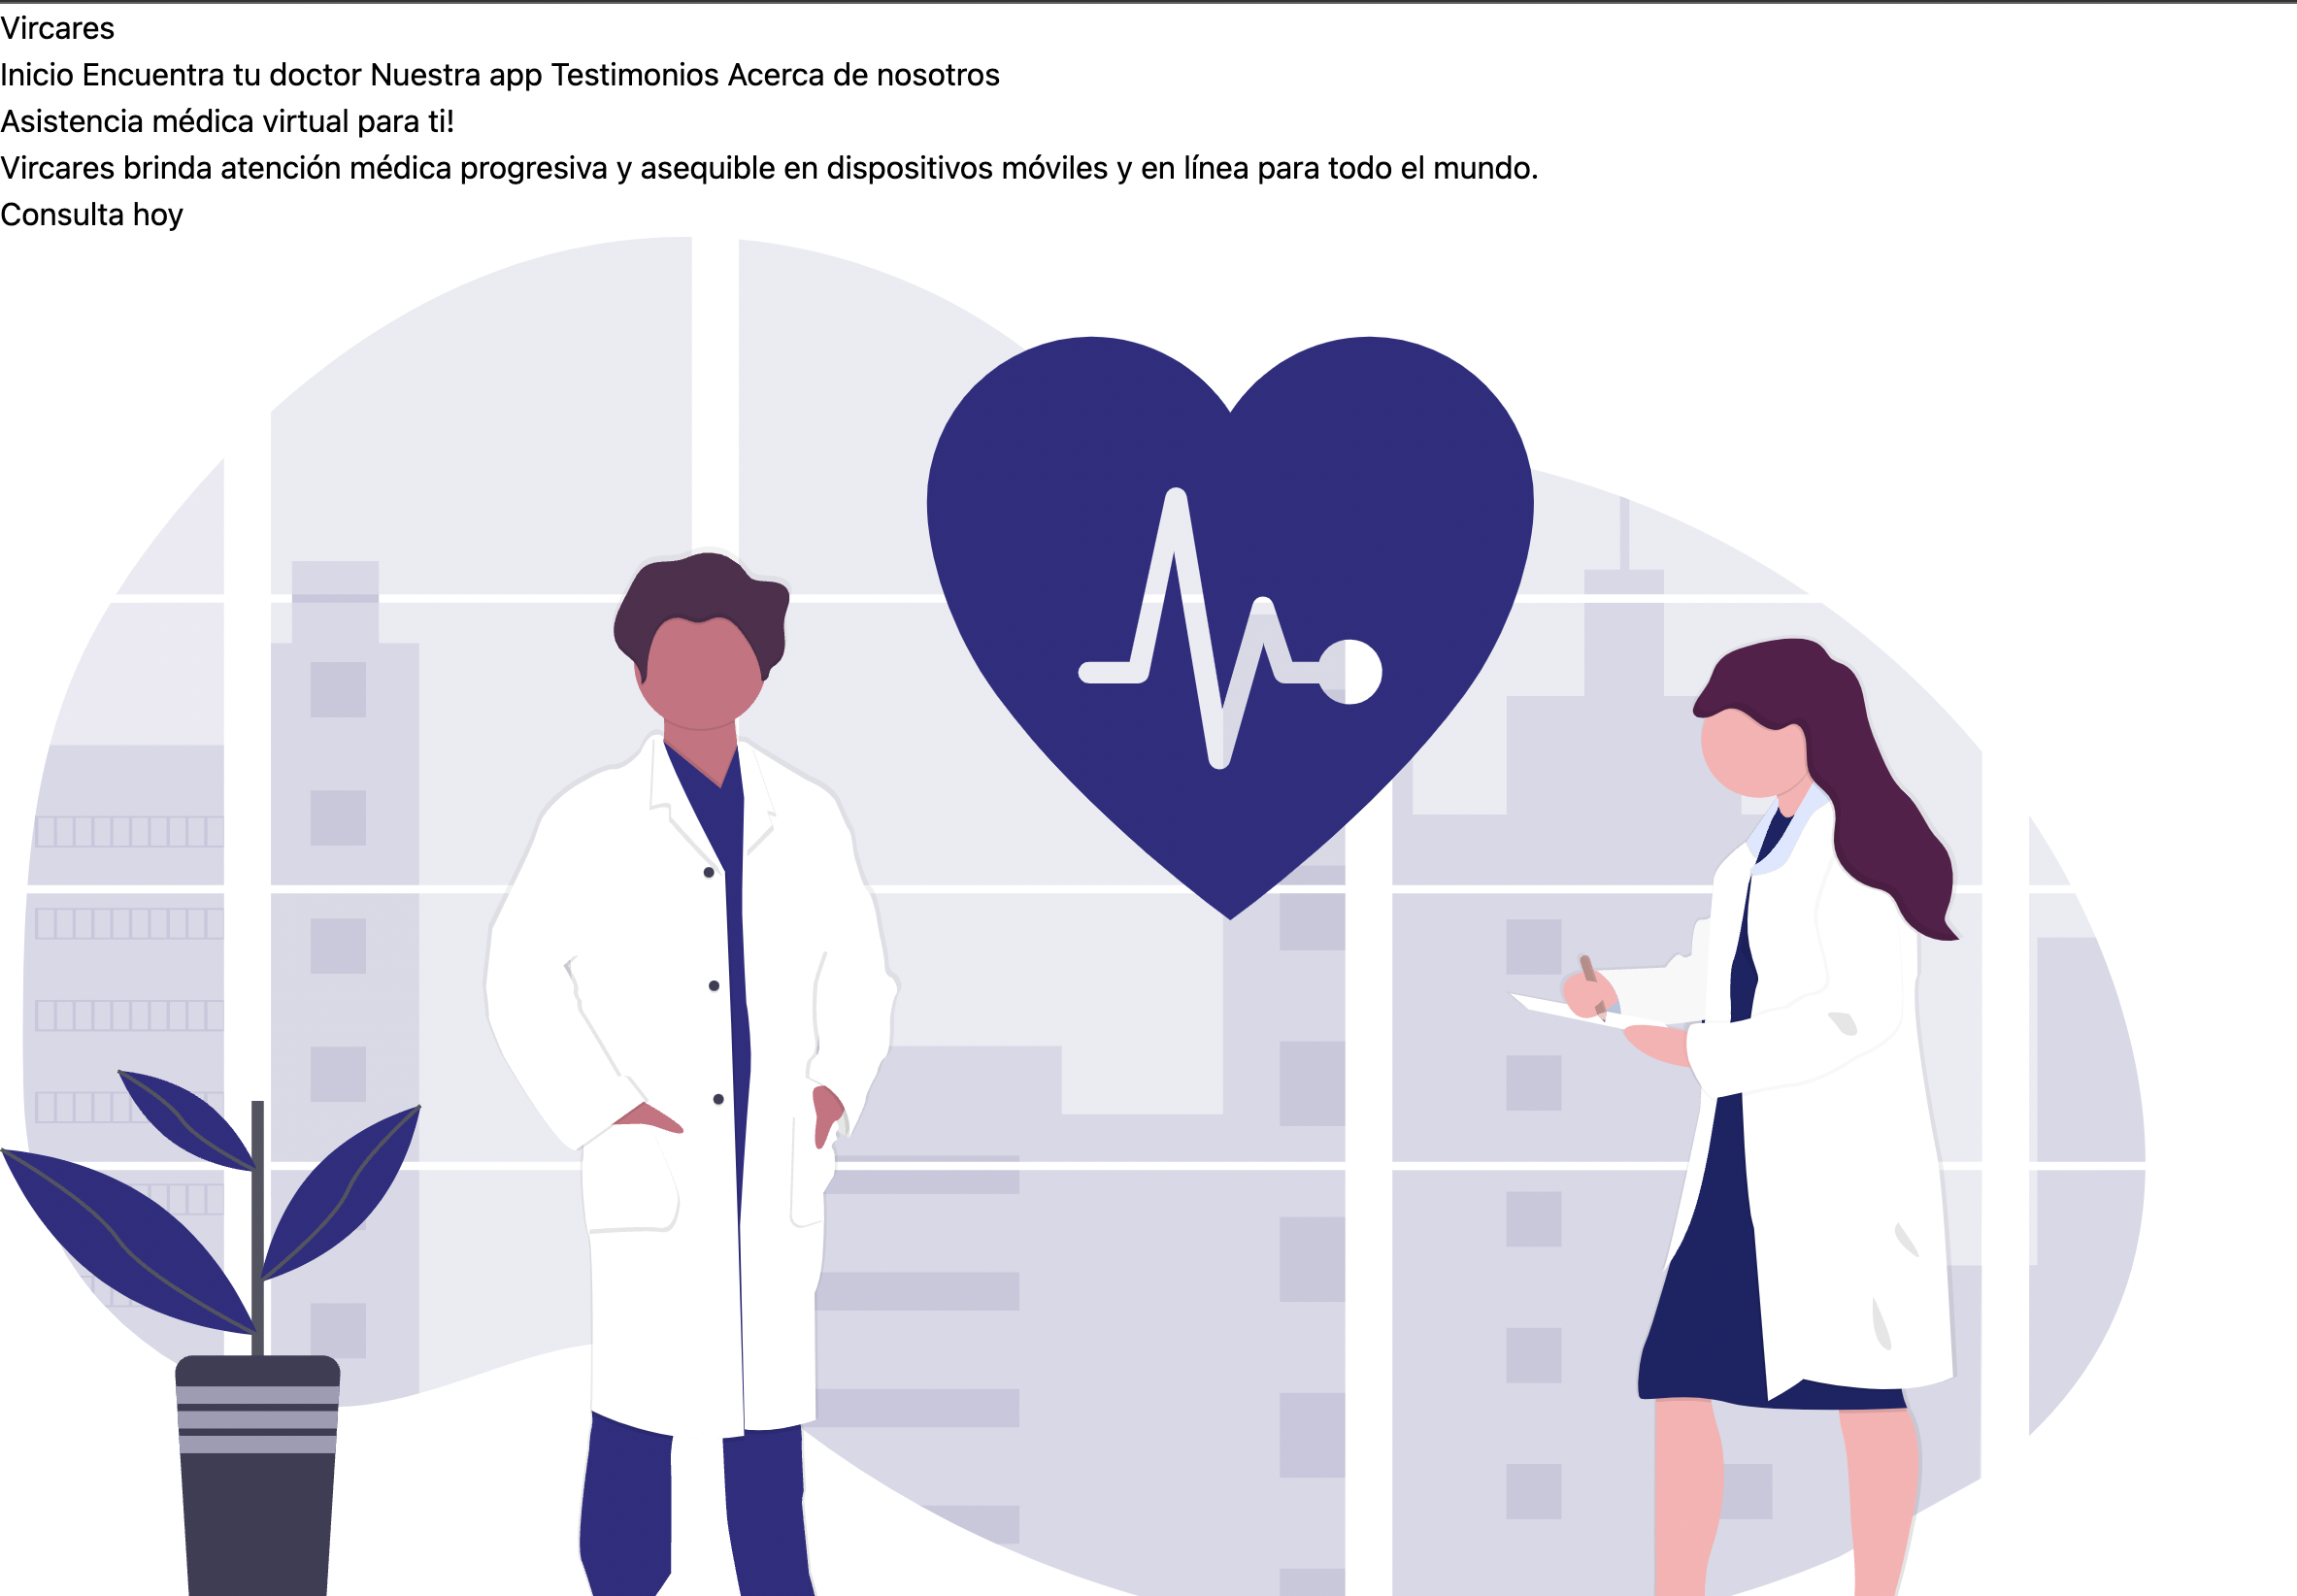 Vircares
Inicio Encuentra tu doctor Nuestra app Testimonios Acerca de nosotros
Asistencia médica virtual para ti!
Vircares brinda atención médica progresiva y asequible en dispositivos móviles y en línea para todo el mundo.
Consulta hoy